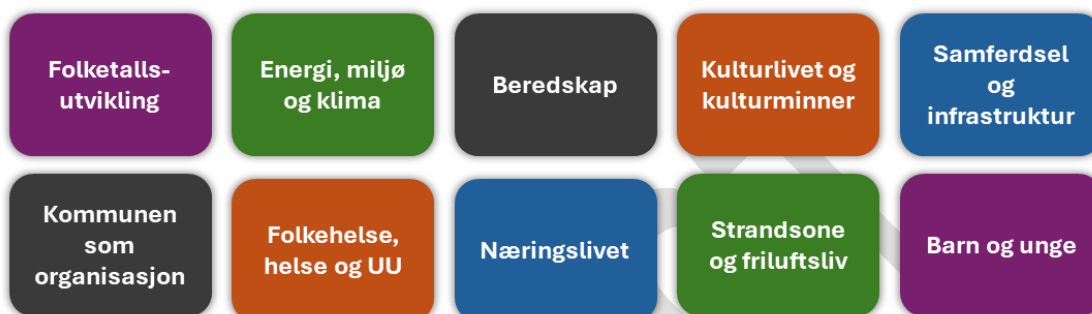 Folketalls-
utvikling
Energi, miljø
og klima
Beredskap
Kulturlivet og
kulturminner
Samferdsel
og
infrastruktur
Kommunen
som
organisasjon
Folkehelse,
helse og UU
Næringslivet
Strandsone
og friluftsliv
Barn og unge